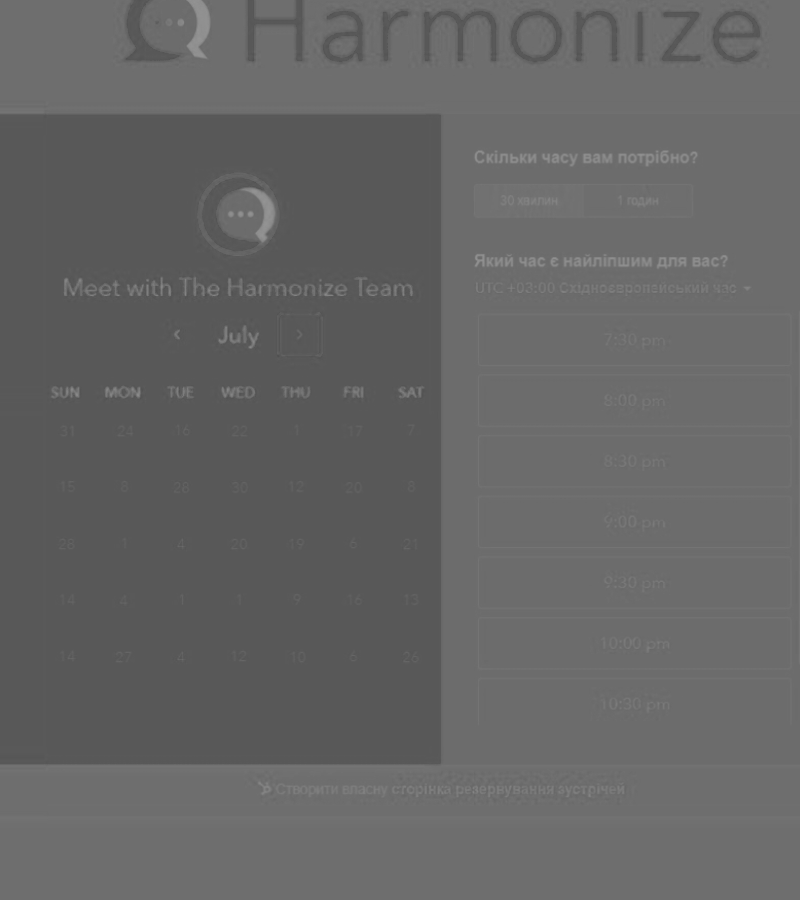 Harmonize
Meet with The Harmonize Team
July
SUN MON TUE WED THU FRI SAT
31 24 16 22 1 17 7
15 8 28 30 12 20 8
28 1 4 20 19 6 21
14 4 1 1 9 16 13
14 27 4 12 10 6 26
Скільки часу вам потрібно?
30 хвилин 1 годин
Який час є найліпшим для вас?
UTC +03:00 Східноєвропейський час
7:30 pm
8:00 pm
8:30 pm
9:00 pm
9:30 pm
10:00 pm
10:30 pm
Створити власну сторінка резервування зустрічей